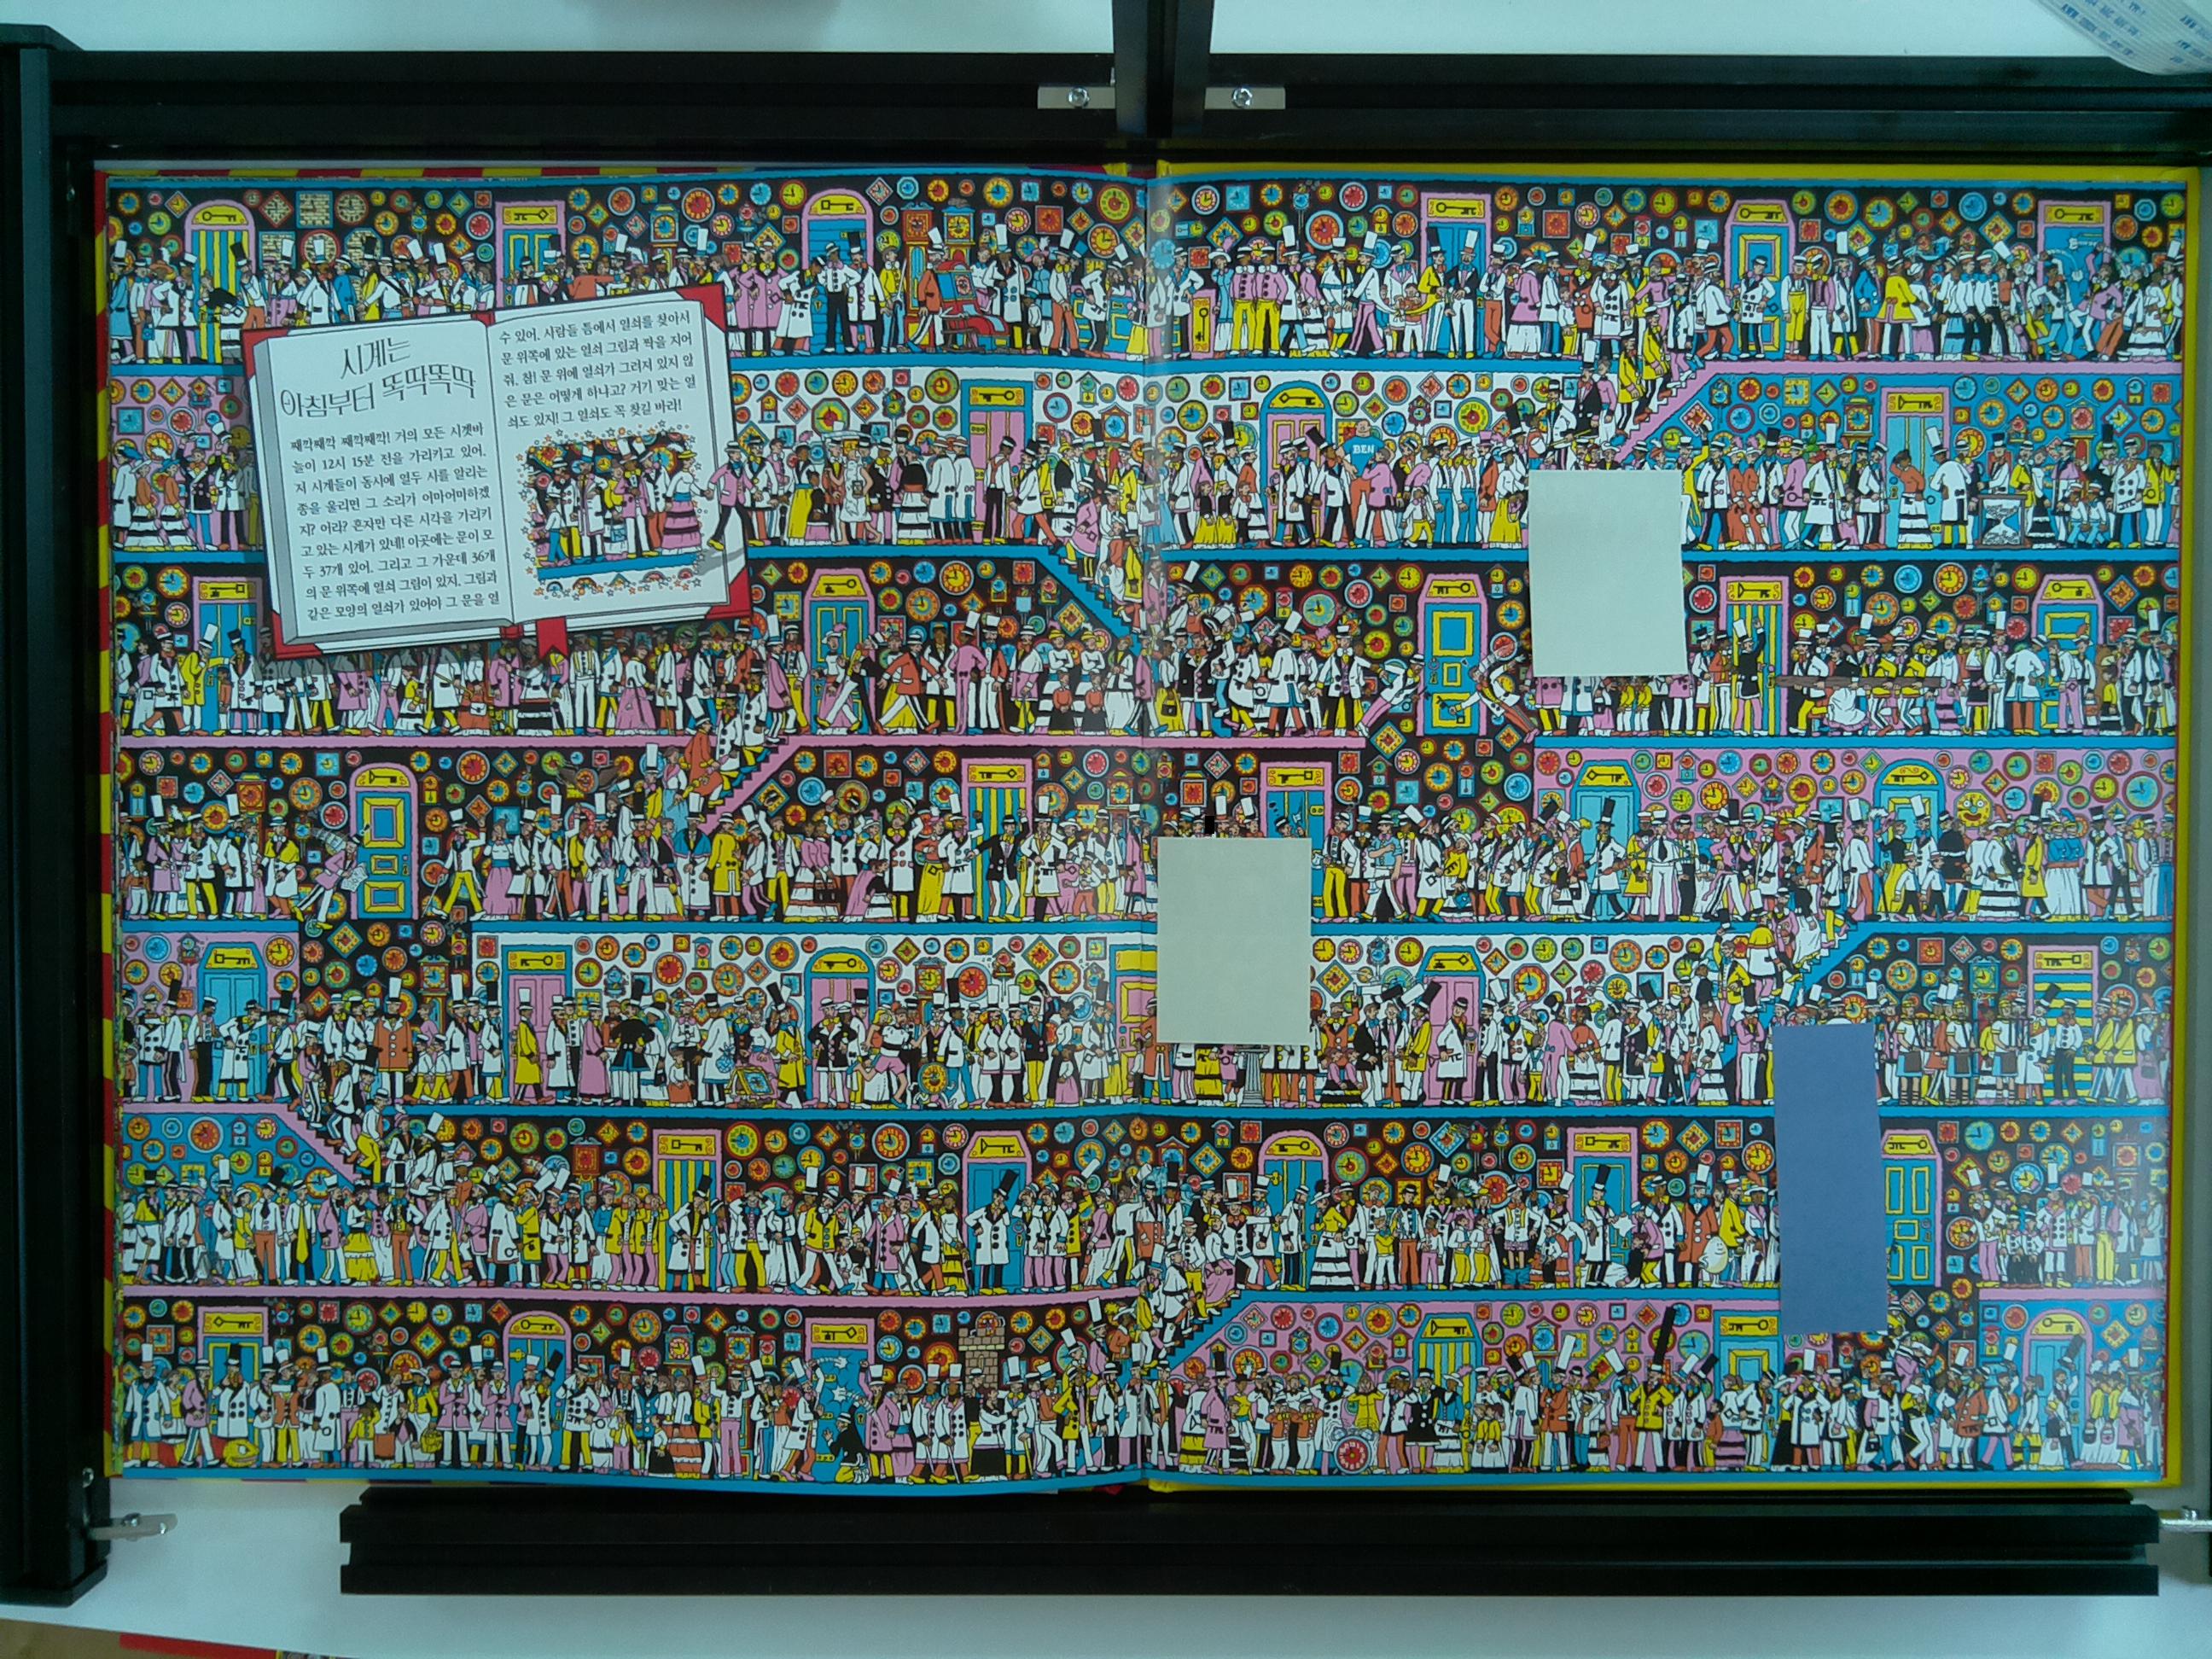 시계는
아침부터 똑딱똑딱
째깍째깍 째깍째깍! 거의 모든 시곗바
늘이 12시 15분 전을 가리키고 있어.
저 시계들이 동시에 열두 시를 알리는
종을 울리면 그 소리가 어마어마하겠
지? 어라? 혼자만 다른 시각을 가리키
고 있는 시계가 있네! 이곳에는 문이 모
두 37개 있어. 그리고 그 가운데 36개
의 문 위쪽에 열쇠 그림이 있지. 그림과
같은 모양의 열쇠가 있어야 그 문을 열
수 있어. 사람들 틈에서 열쇠를 찾아서
문 위쪽에 있는 열쇠 그림과 짝을 지어
줘. 참! 문 위에 열쇠가 그려져 있지 않
은 문은 어떻게 하냐고? 거기 맞는 열
쇠도 있지! 그 열쇠도 꼭 찾길 바라!
BEN
12